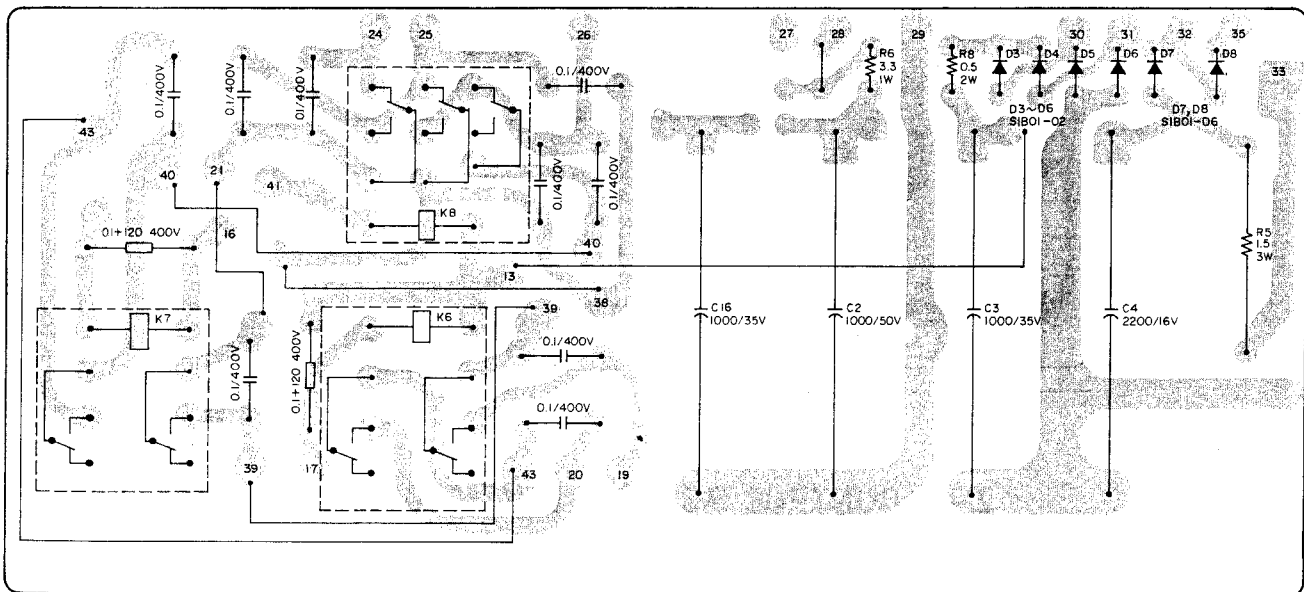 24
25
26
27
28
29
30
31
32
35
33
R6
3.3
1W
R8
0.5
2W
D3
D4
D5
D6
D7
D8
D3~D6
S1B01-02
D7, D8
S1B01-06
0.1/400V
0.1/400V
0.1/400V
0.1/400V
0.1/400V
0.1/400V
43
40
21
41
16
K8
40
13
38
39
0.1+120 400V
K7
0.1/400V
0.1+120 400V
K6
0.1/400V
0.1/400V
39
17
43
20
19
C16
1000/35V
C2
1000/50V
C3
1000/35V
C4
2200/16V
R5
1.5
3W